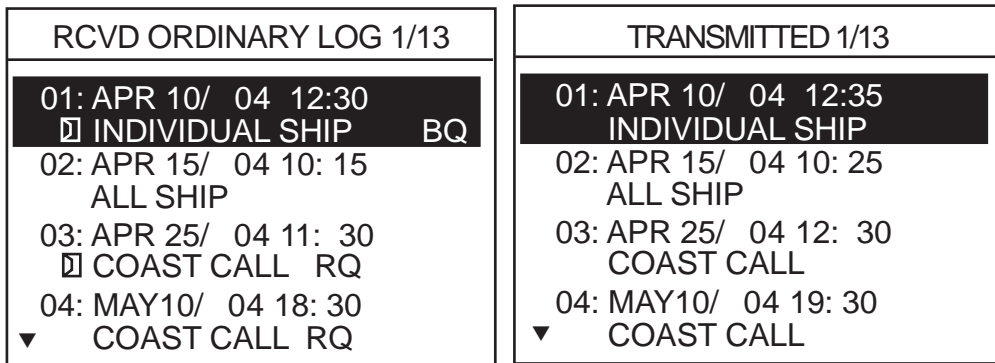 RCVD ORDINARY LOG 1/13
01: APR 10/ 04 12:30
INDIVIDUAL SHIP BQ
02: APR 15/ 04 10: 15
ALL SHIP
03: APR 25/ 04 11: 30
COAST CALL RQ
04: MAY10/ 04 18: 30
▼ COAST CALL RQ
TRANSMITTED 1/13
01: APR 10/ 04 12:35
INDIVIDUAL SHIP
02: APR 15/ 04 10: 25
ALL SHIP
03: APR 25/ 04 12: 30
COAST CALL
04: MAY10/ 04 19: 30
▼ COAST CALL